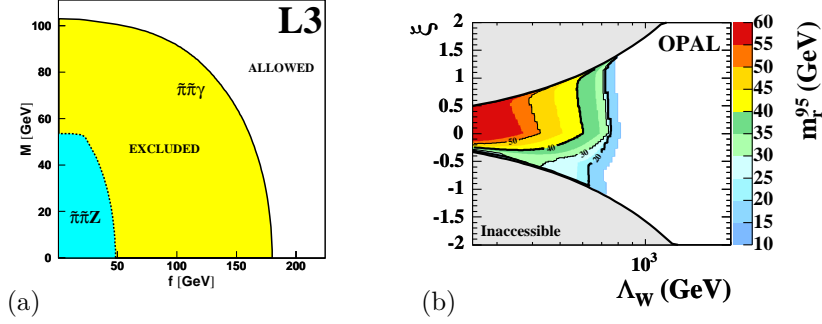 L3
ALLOWED
π̃π̃γ
EXCLUDED
π̃π̃Z
M [GeV]
100
80
60
40
20
0
50
100
150
200
f [GeV]
(a)
OPAL
ξ
2
1.5
1
0.5
0
-0.5
-1
-1.5
-2
50
40
30
20
Inaccessible
10³
Λ_W (GeV)
60
55
50
45
40
35
30
25
20
15
10
m_r^95 (GeV)
(b)